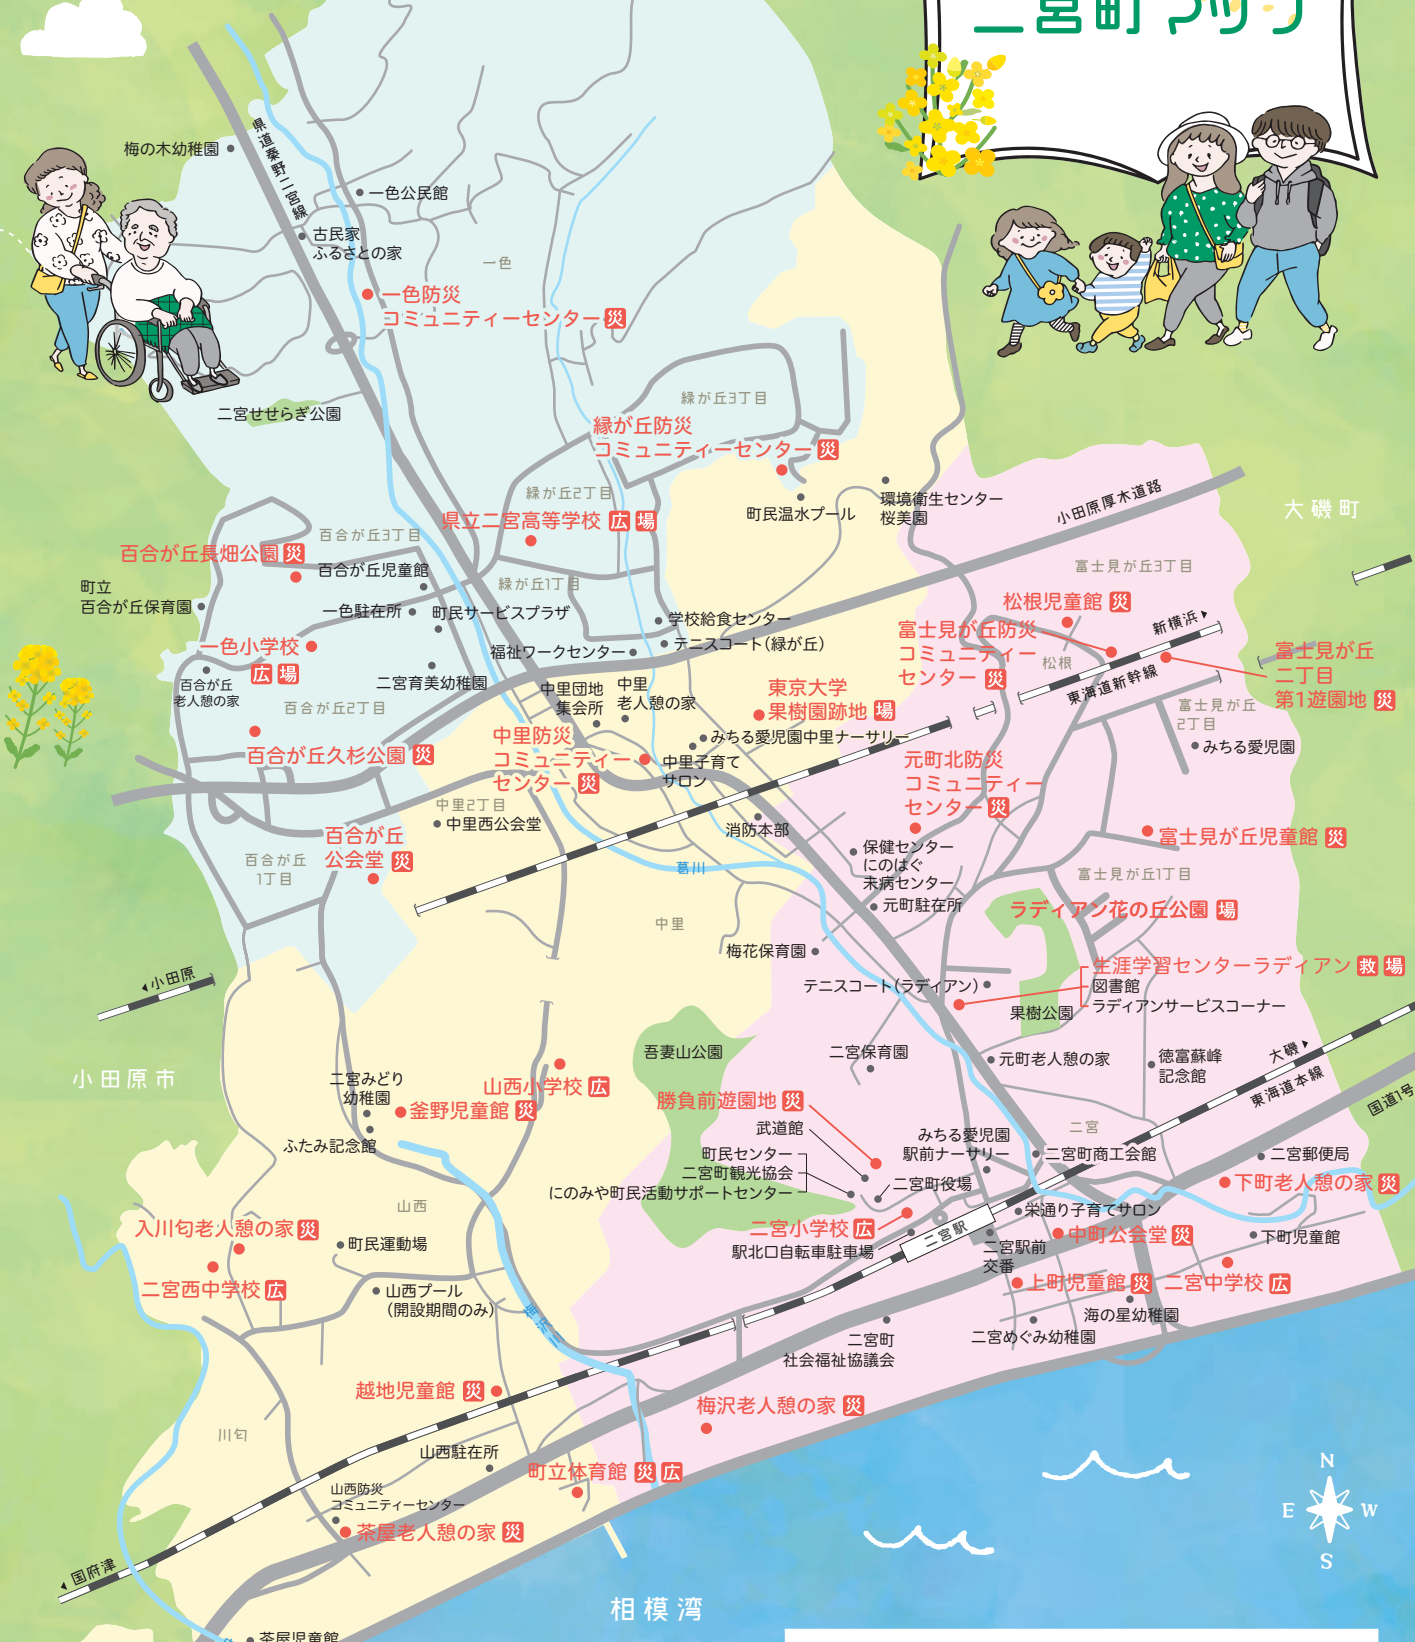 二宮町マップ
県道秦野二宮線
梅の木幼稚園
一色公民館
古民家
ふるさとの家
一色
一色防災
コミュニティーセンター 災
二宮せせらぎ公園
緑が丘3丁目
縁が丘防災
コミュニティーセンター 災
町民温水プール
環境衛生センター
桜美園
小田原厚木道路
大磯町
緑が丘2丁目
県立二宮高等学校 広 場
百合が丘3丁目
百合が丘長畑公園 災
百合が丘児童館
町立
百合が丘保育園
緑が丘1丁目
一色駐在所
町民サービスプラザ
学校給食センター
テニスコート(緑が丘)
福祉ワークセンター
一色小学校
広 場
百合が丘
老人憩の家
二宮育美幼稚園
百合が丘2丁目
百合が丘久杉公園 災
中里団地
集会所
中里
老人憩の家
東京大学
果樹園跡地 場
みちる愛児園中里ナーサリー
中里防災
コミュニティー
センター 災
中里子育て
サロン
富士見が丘3丁目
松根児童館 災
富士見が丘防災
コミュニティー
センター 災
松根
新横浜
東海道新幹線
富士見が丘
二丁目
第1遊園地 災
富士見が丘
2丁目
みちる愛児園
元町北防災
コミュニティー
センター 災
中里2丁目
中里西公会堂
消防本部
百合が丘
公会堂 災
百合が丘
1丁目
葛川
保健センター
にのはぐ
未病センター
元町駐在所
富士見が丘児童館 災
富士見が丘1丁目
ラディアン花の丘公園 場
中里
梅花保育園
テニスコート(ラディアン)
生涯学習センターラディアン 救 場
図書館
ラディアンサービスコーナー
果樹公園
小田原
小田原市
吾妻山公園
二宮保育園
元町老人憩の家
徳富蘇峰
記念館
大磯
東海道本線
国道1号
二宮みどり
幼稚園
山西小学校 広
釜野児童館 災
ふたみ記念館
勝負前遊園地 災
武道館
町民センター
二宮町観光協会
にのみや町民活動サポートセンター
みちる愛児園
駅前ナーサリー
二宮町役場
二宮
二宮町商工会館
二宮郵便局
下町老人憩の家 災
山西
二宮小学校 広
駅北口自転車駐車場
二宮駅
栄通り子育てサロン
中町公会堂 災
二宮駅前
交番
下町児童館
入川匂老人憩の家 災
町民運動場
二宮西中学校 広
山西プール
(開設期間のみ)
梅沢川
上町児童館 災
二宮中学校 広
海の星幼稚園
二宮めぐみ幼稚園
二宮町
社会福祉協議会
越地児童館 災
梅沢老人憩の家 災
川匂
山西駐在所
町立体育館 災 広
山西防災
コミュニティーセンター
茶屋老人憩の家 災
国府津
N
E
W
S
相模湾
茶屋児童館